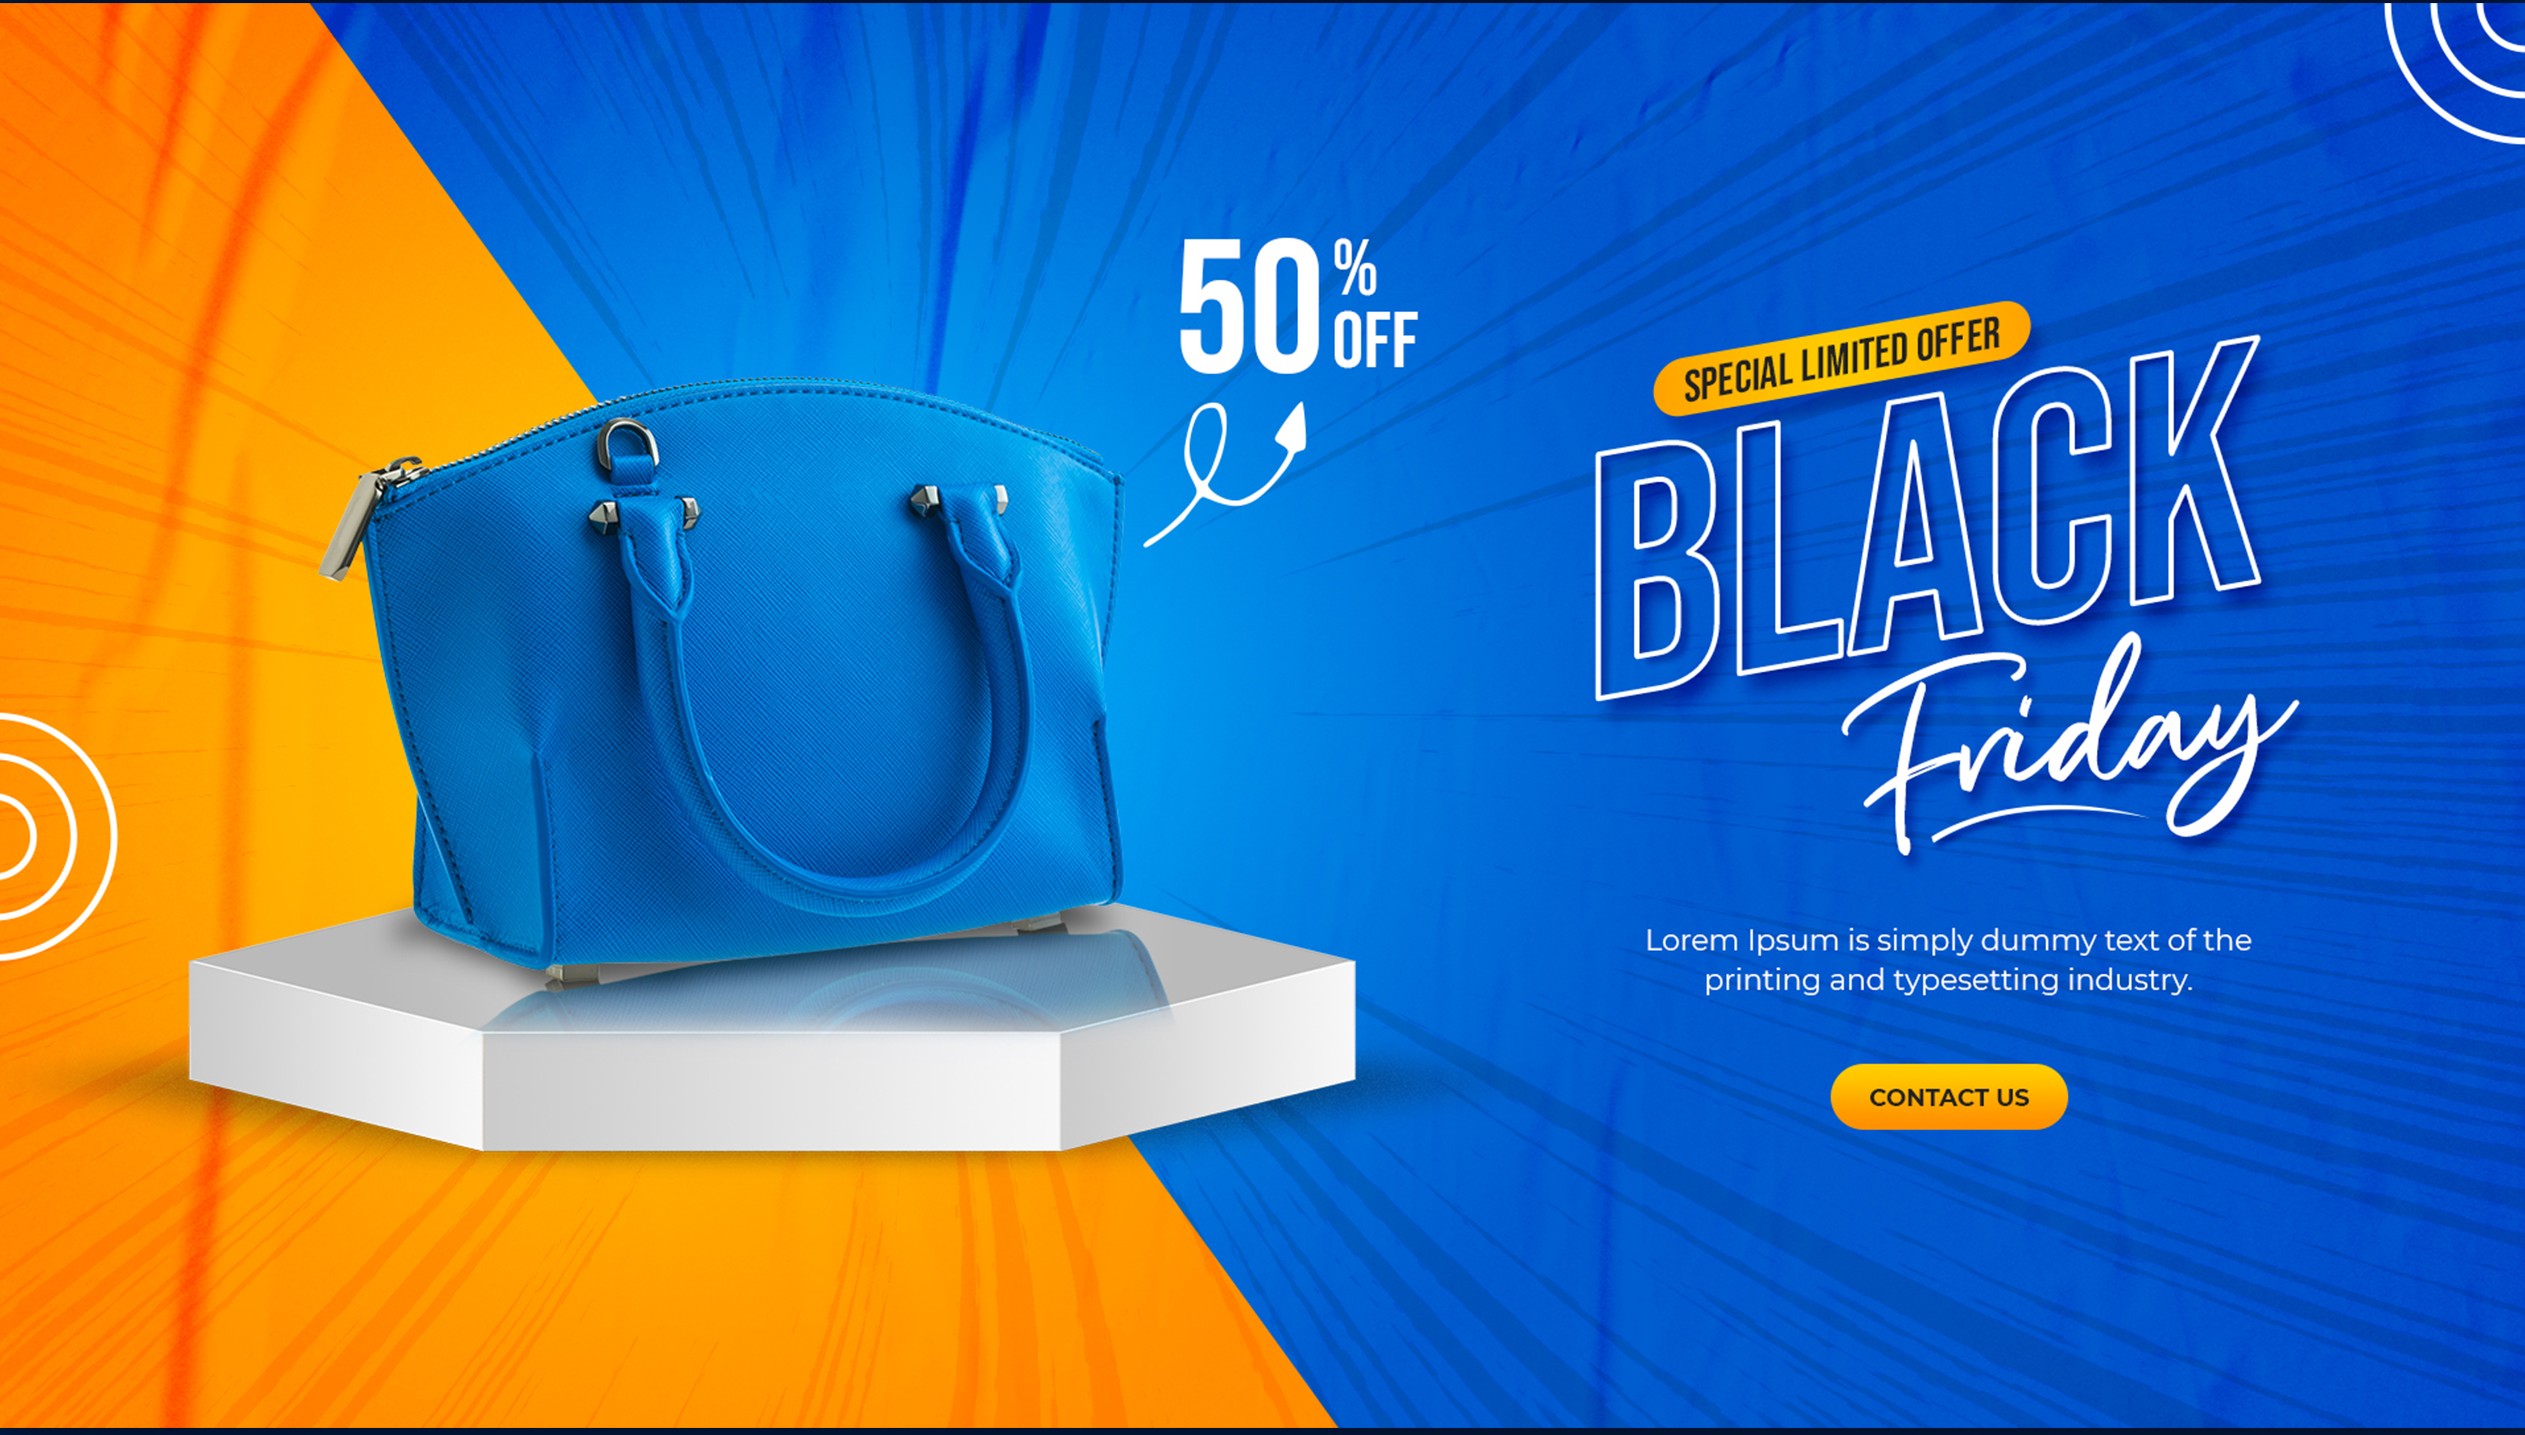 50%
OFF
SPECIAL LIMITED OFFER
BLACK
Friday
Lorem Ipsum is simply dummy text of the
printing and typesetting industry.
CONTACT US